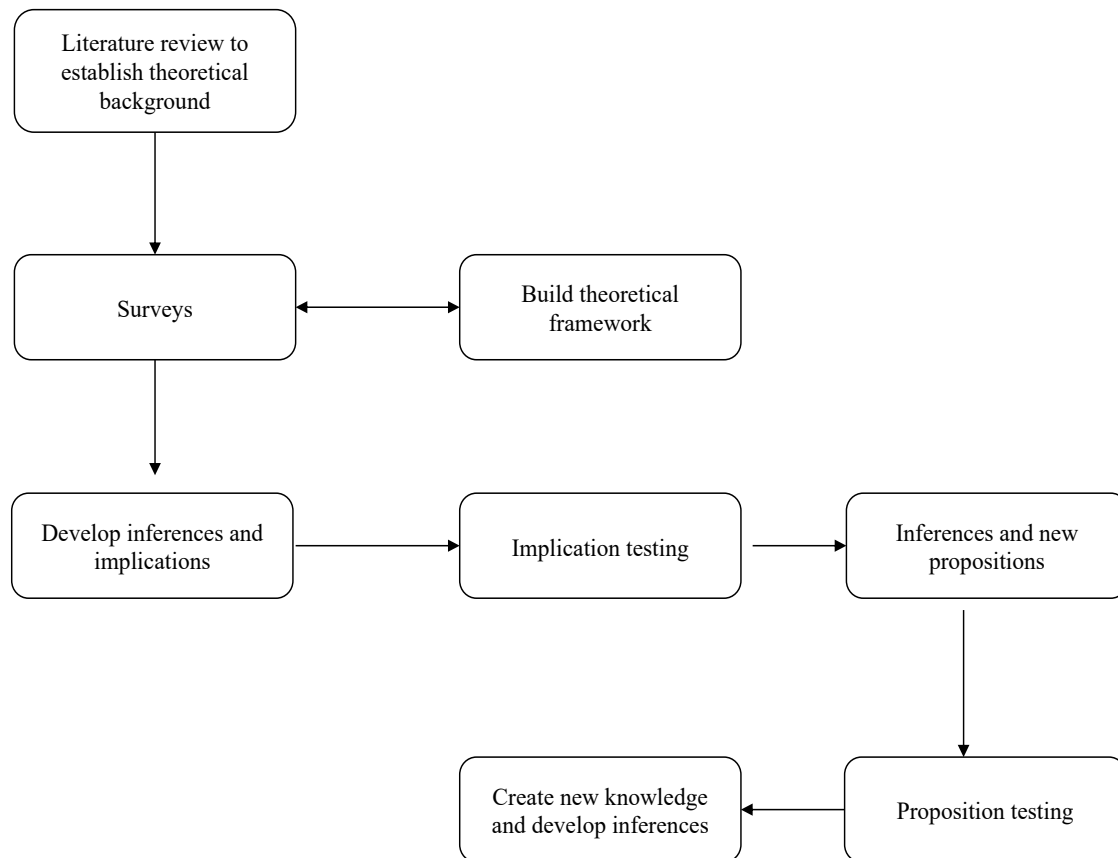 Literature review to
establish theoretical
background
Surveys
Build theoretical
framework
Develop inferences and
implications
Implication testing
Inferences and new
propositions
Create new knowledge
and develop inferences
Proposition testing